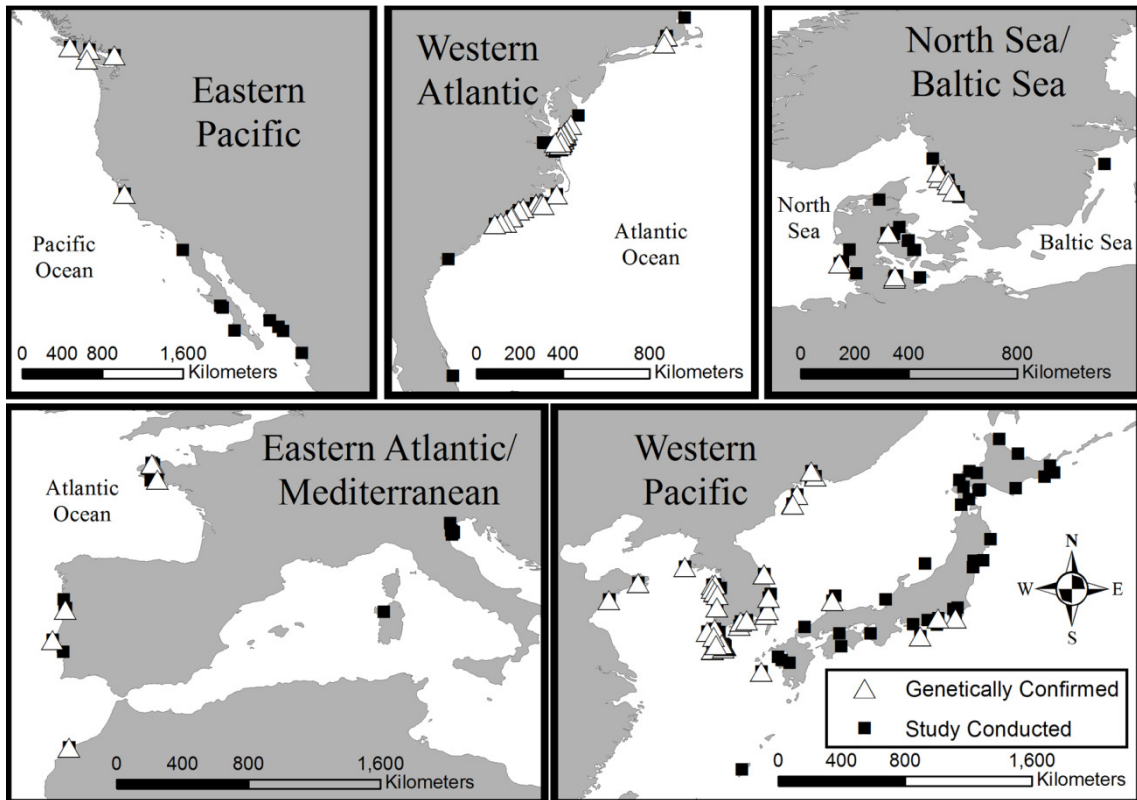 Eastern
Pacific
Pacific
Ocean
0 400 800 1,600
Kilometers
Western
Atlantic
Atlantic
Ocean
0 200 400 800
Kilometers
North Sea/
Baltic Sea
North
Sea
Baltic Sea
0 200 400 800
Kilometers
Eastern Atlantic/
Mediterranean
Atlantic
Ocean
0 400 800 1,600
Kilometers
Western
Pacific
N
W E
S
Genetically Confirmed
Study Conducted
0 400 800 1,600
Kilometers